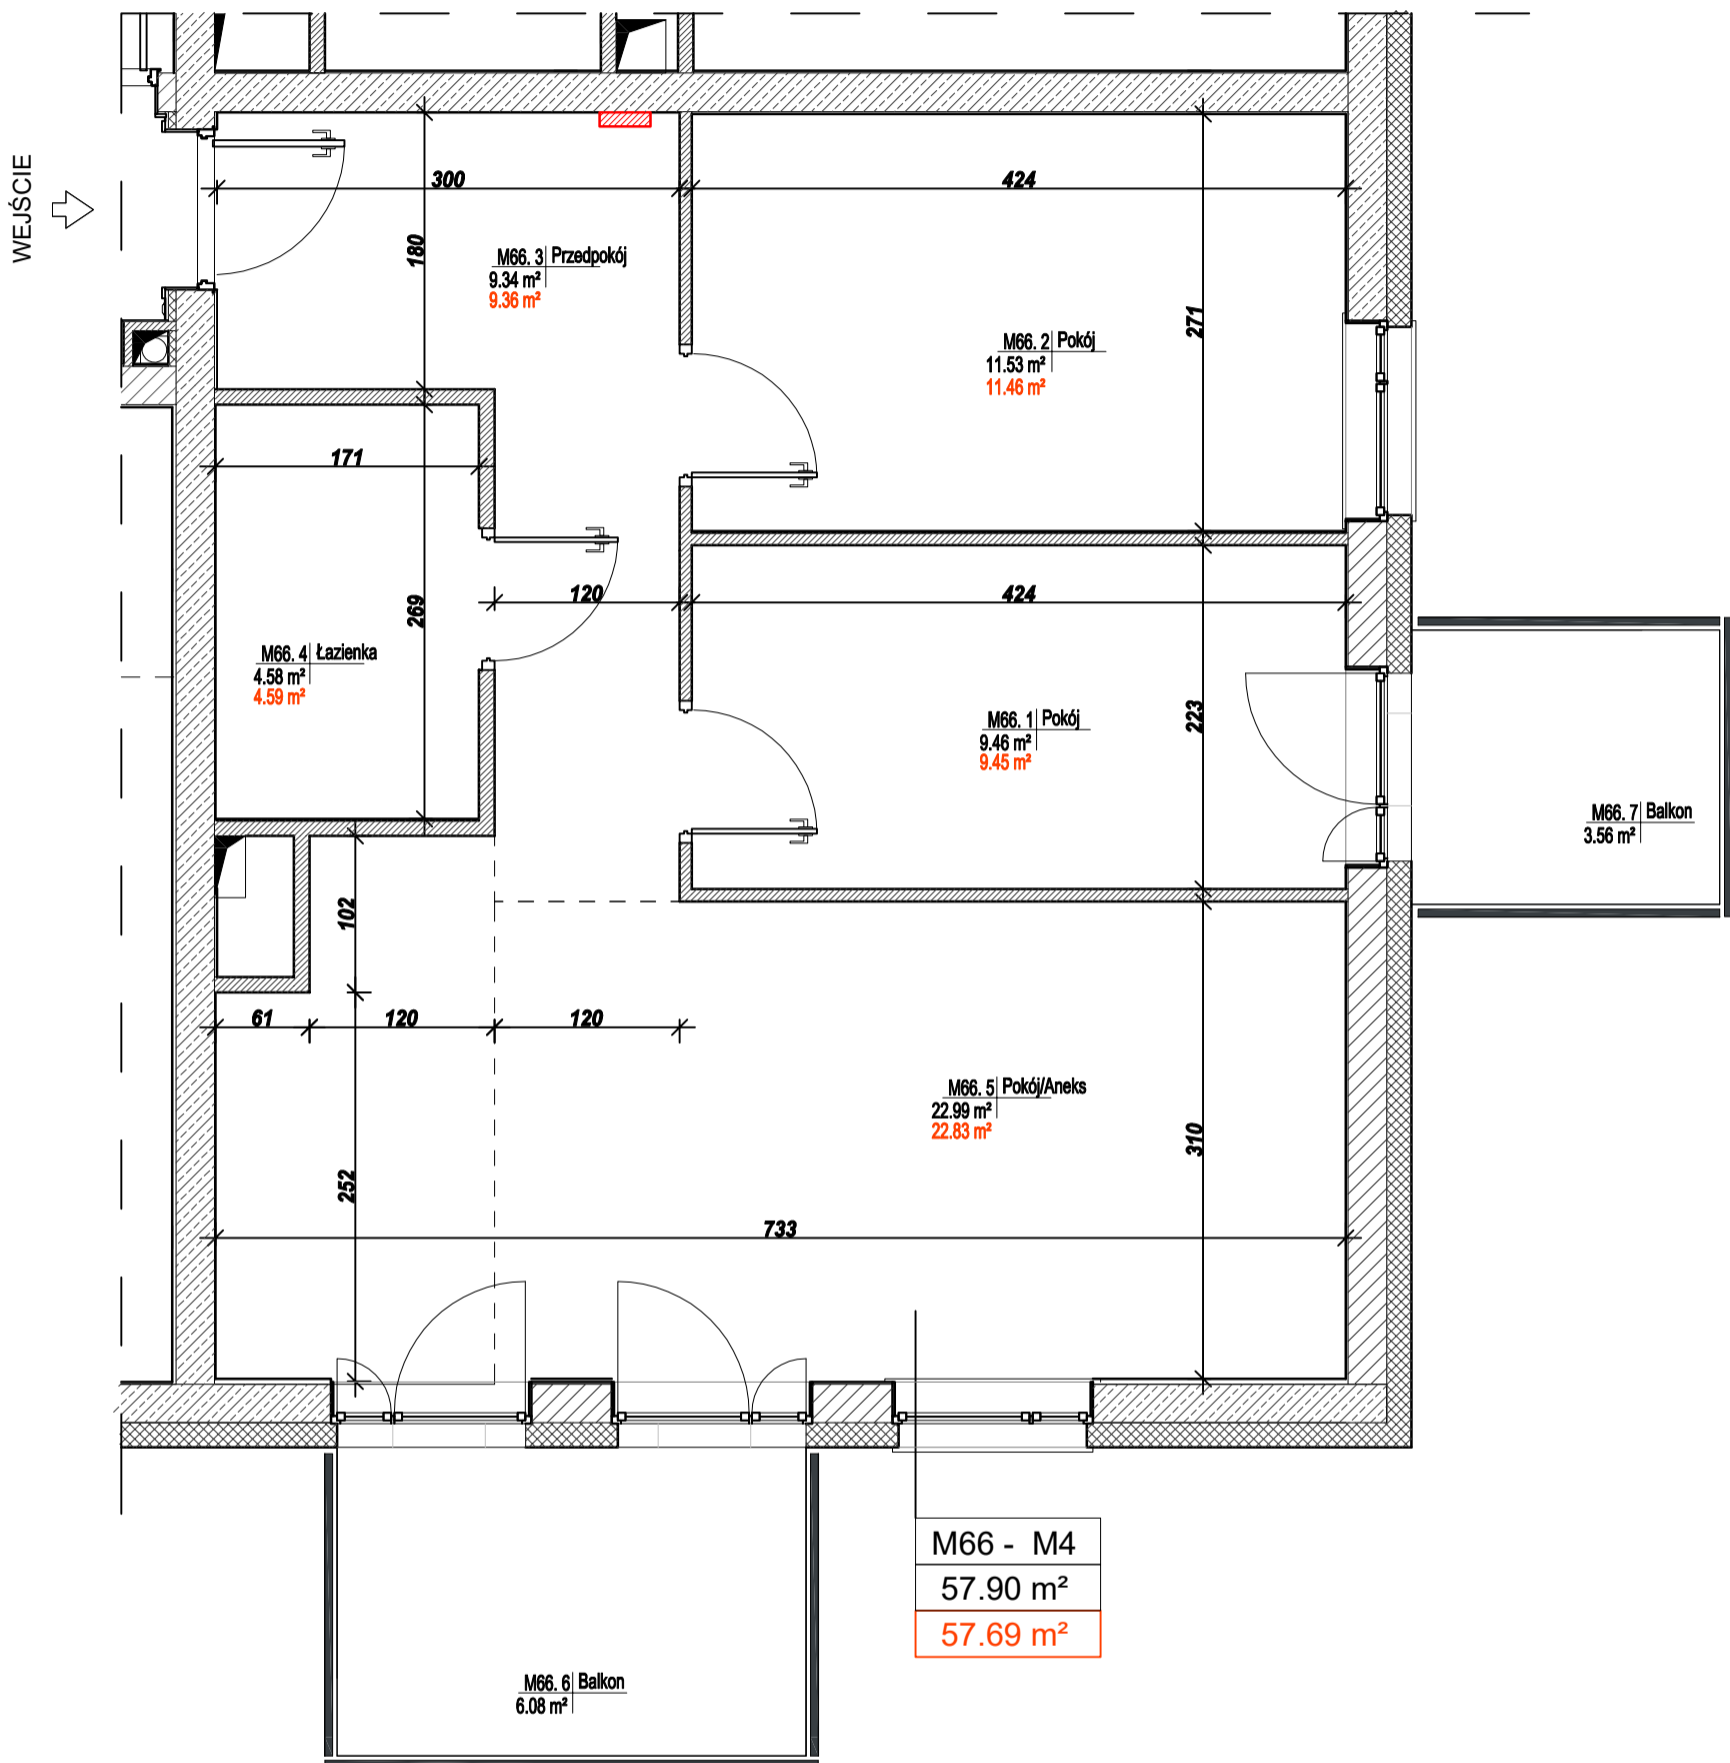 WEJŚCIE
300
424
180
M66. 3 Przedpokój
9.34 m²
9.36 m²
271
M66. 2 Pokój
11.53 m²
11.46 m²
171
269
120
424
M66. 4 Łazienka
4.58 m²
4.59 m²
M66. 1 Pokój
9.46 m²
9.45 m²
223
M66. 7 Balkon
3.56 m²
102
61
120
120
M66. 5 Pokój/Aneks
22.99 m²
22.83 m²
310
252
733
M66 - M4
57.90 m²
57.69 m²
M66. 6 Balkon
6.08 m²